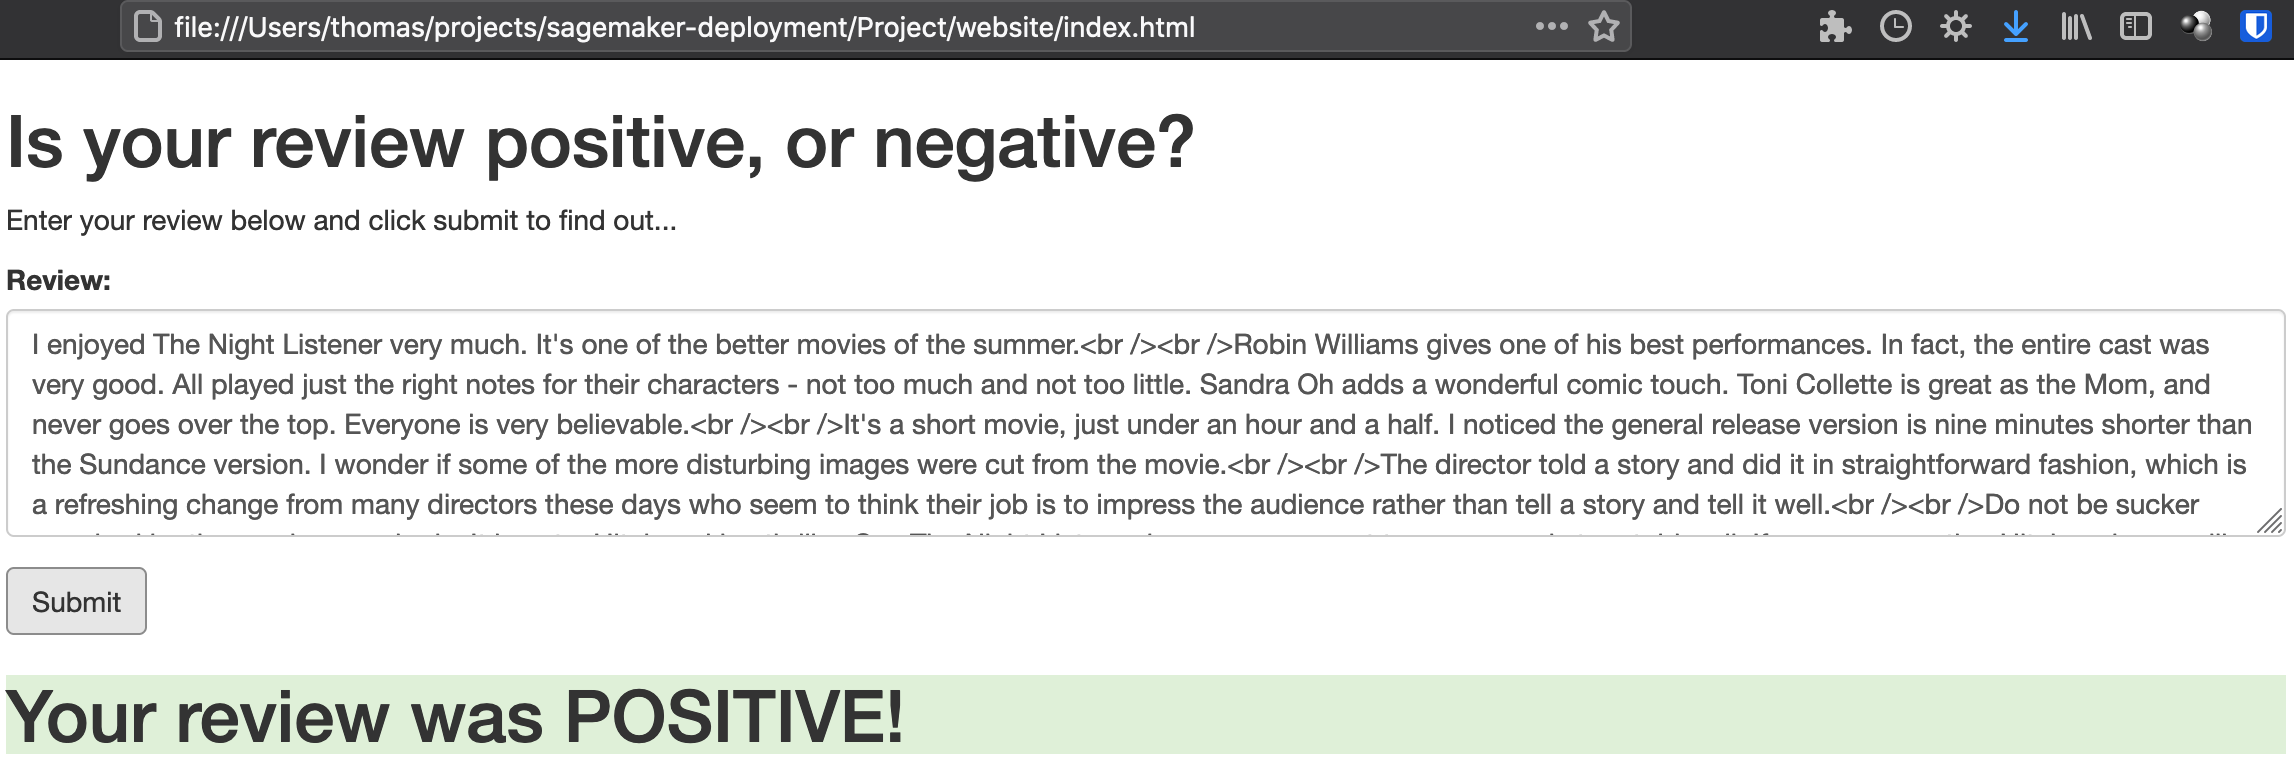 file:///Users/thomas/projects/sagemaker-deployment/Project/website/index.html
Is your review positive, or negative?
Enter your review below and click submit to find out...
Review:
I enjoyed The Night Listener very much. It's one of the better movies of the summer.<br /><br />Robin Williams gives one of his best performances. In fact, the entire cast was
very good. All played just the right notes for their characters - not too much and not too little. Sandra Oh adds a wonderful comic touch. Toni Collette is great as the Mom, and
never goes over the top. Everyone is very believable.<br /><br />It's a short movie, just under an hour and a half. I noticed the general release version is nine minutes shorter than
the Sundance version. I wonder if some of the more disturbing images were cut from the movie.<br /><br />The director told a story and did it in straightforward fashion, which is
a refreshing change from many directors these days who seem to think their job is to impress the audience rather than tell a story and tell it well.<br /><br />Do not be sucker
Submit
Your review was POSITIVE!